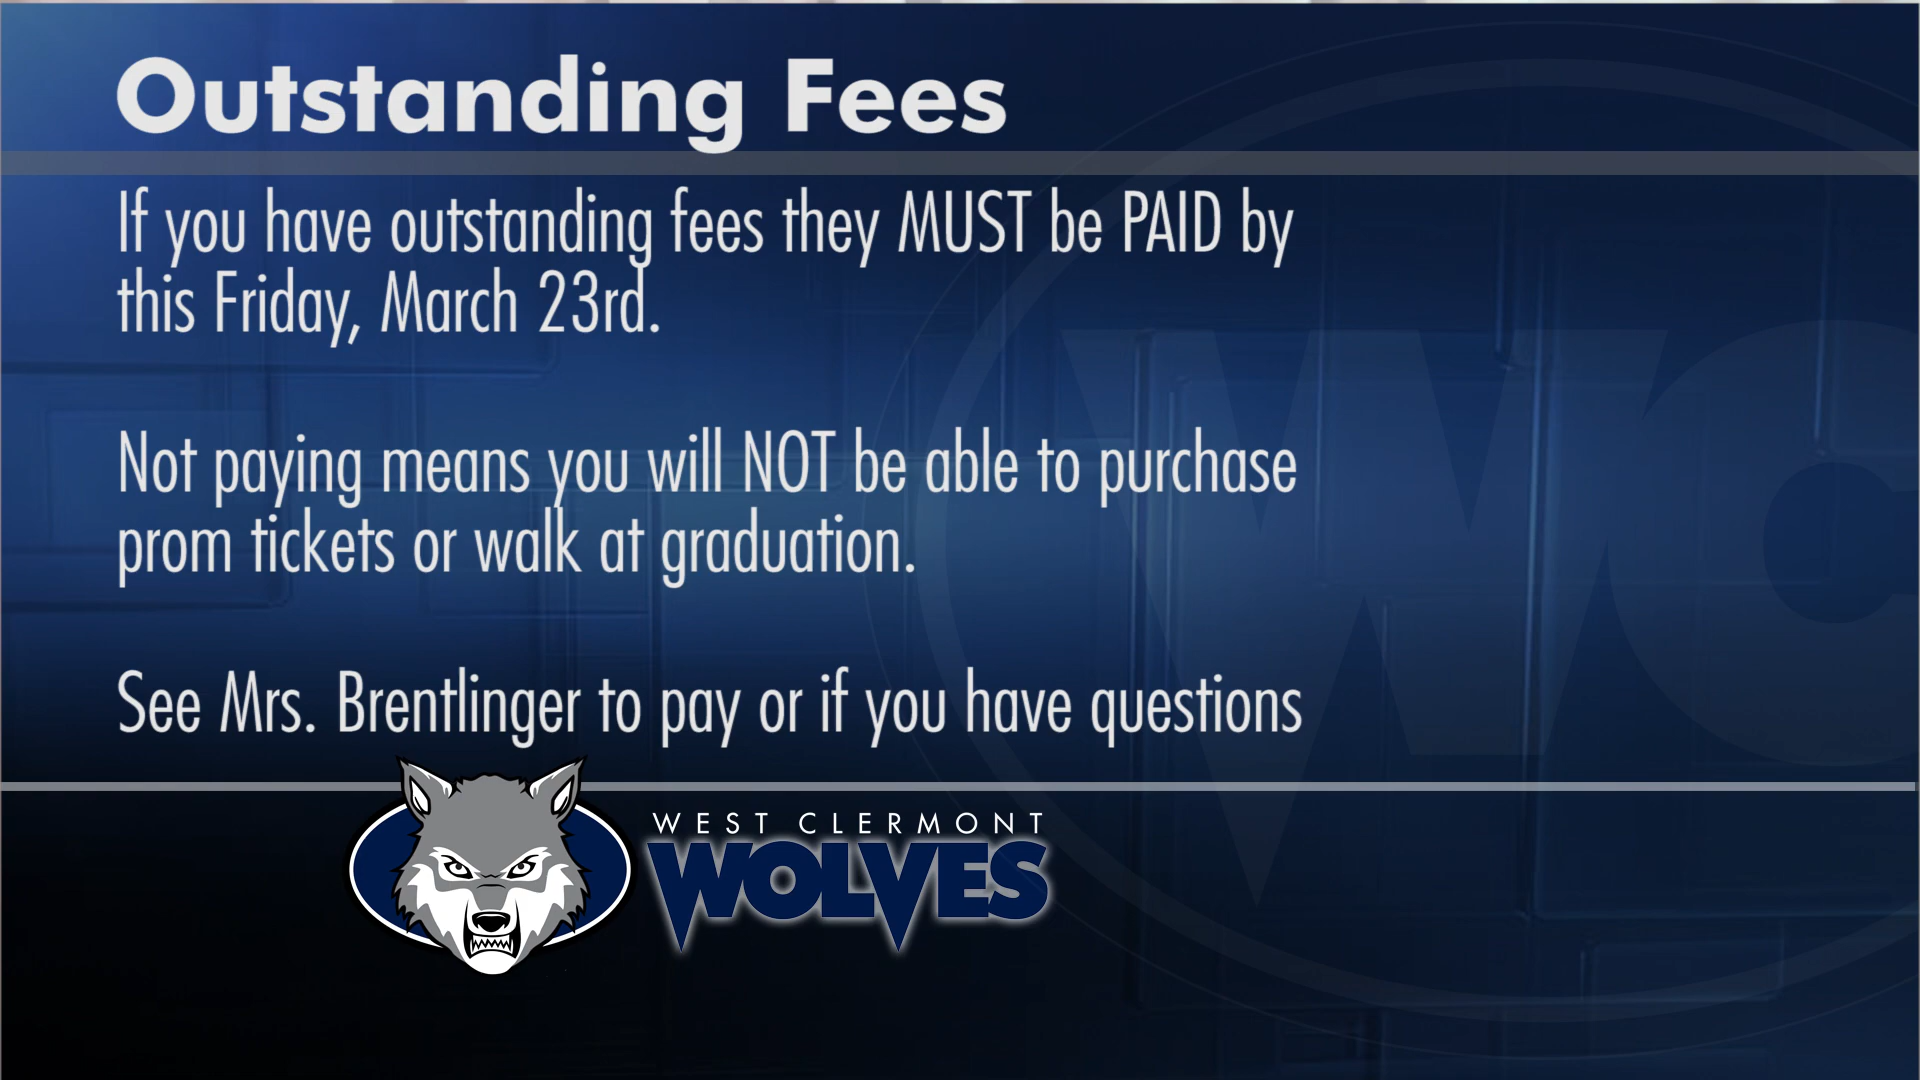 Outstanding Fees
If you have outstanding fees they MUST be PAID by
this Friday, March 23rd.
Not paying means you will NOT be able to purchase
prom tickets or walk at graduation.
See Mrs. Brentlinger to pay or if you have questions
WEST CLERMONT
WOLVES
WC